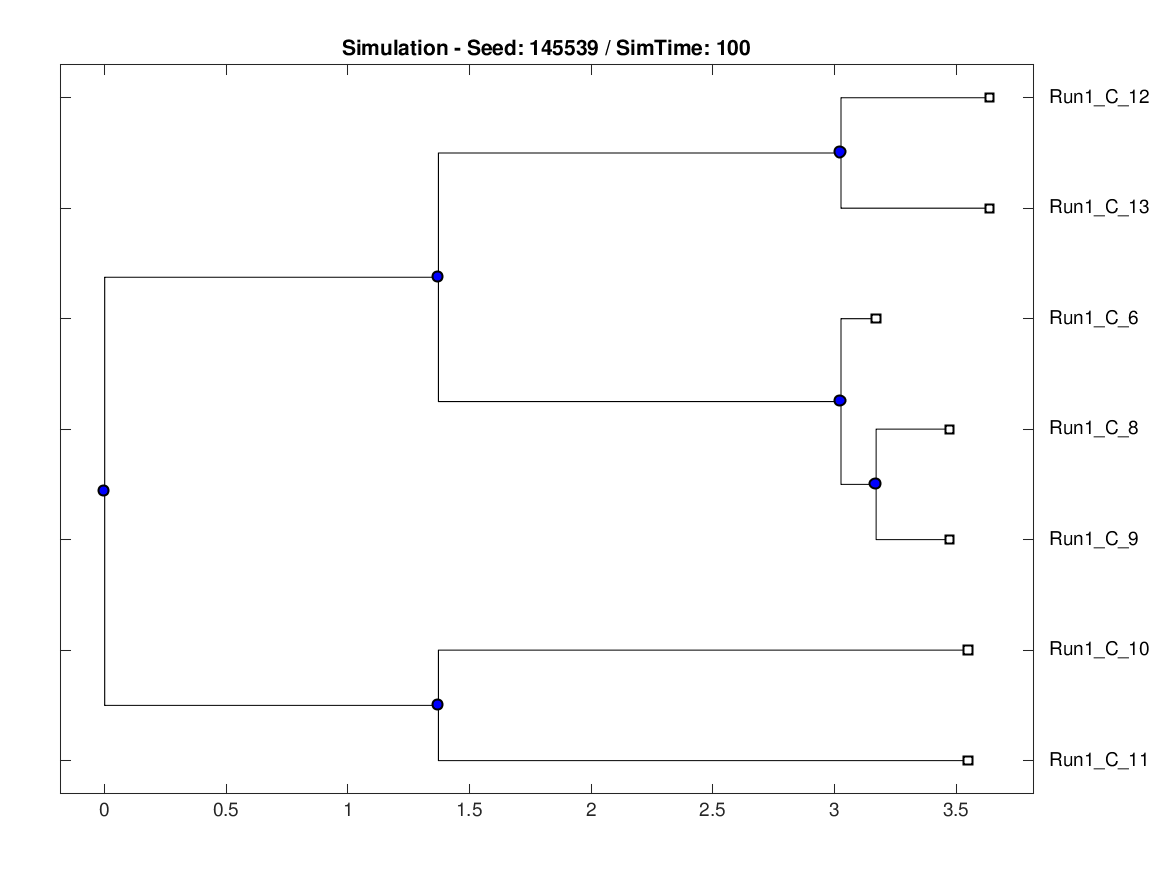 Simulation - Seed: 145539 / SimTime: 100
Run1_C_12
Run1_C_13
Run1_C_6
Run1_C_8
Run1_C_9
Run1_C_10
Run1_C_11
0 0.5 1 1.5 2 2.5 3 3.5